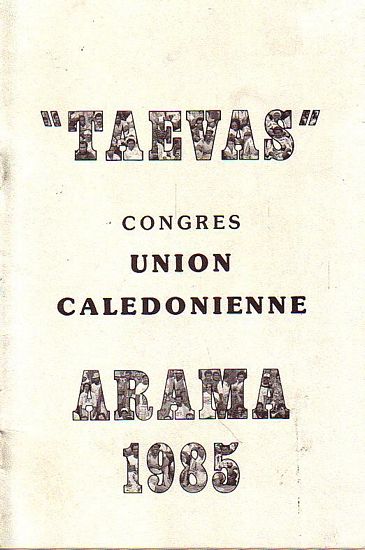 "TAEVAS"
CONGRES
UNION
CALEDONIENNE
ARAMA
1985